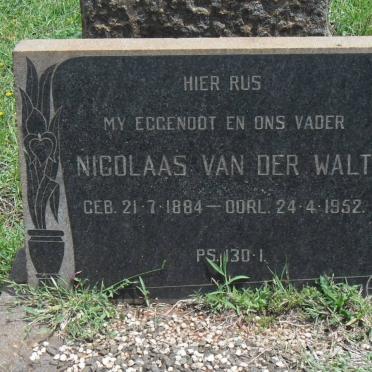 HIER RUS
MY EGGENOOT EN ONS VADER
NICOLAAS VAN DER WALT
GEB. 21·7·1884 — OORL. 24·4·1952.
PS. 130·1.